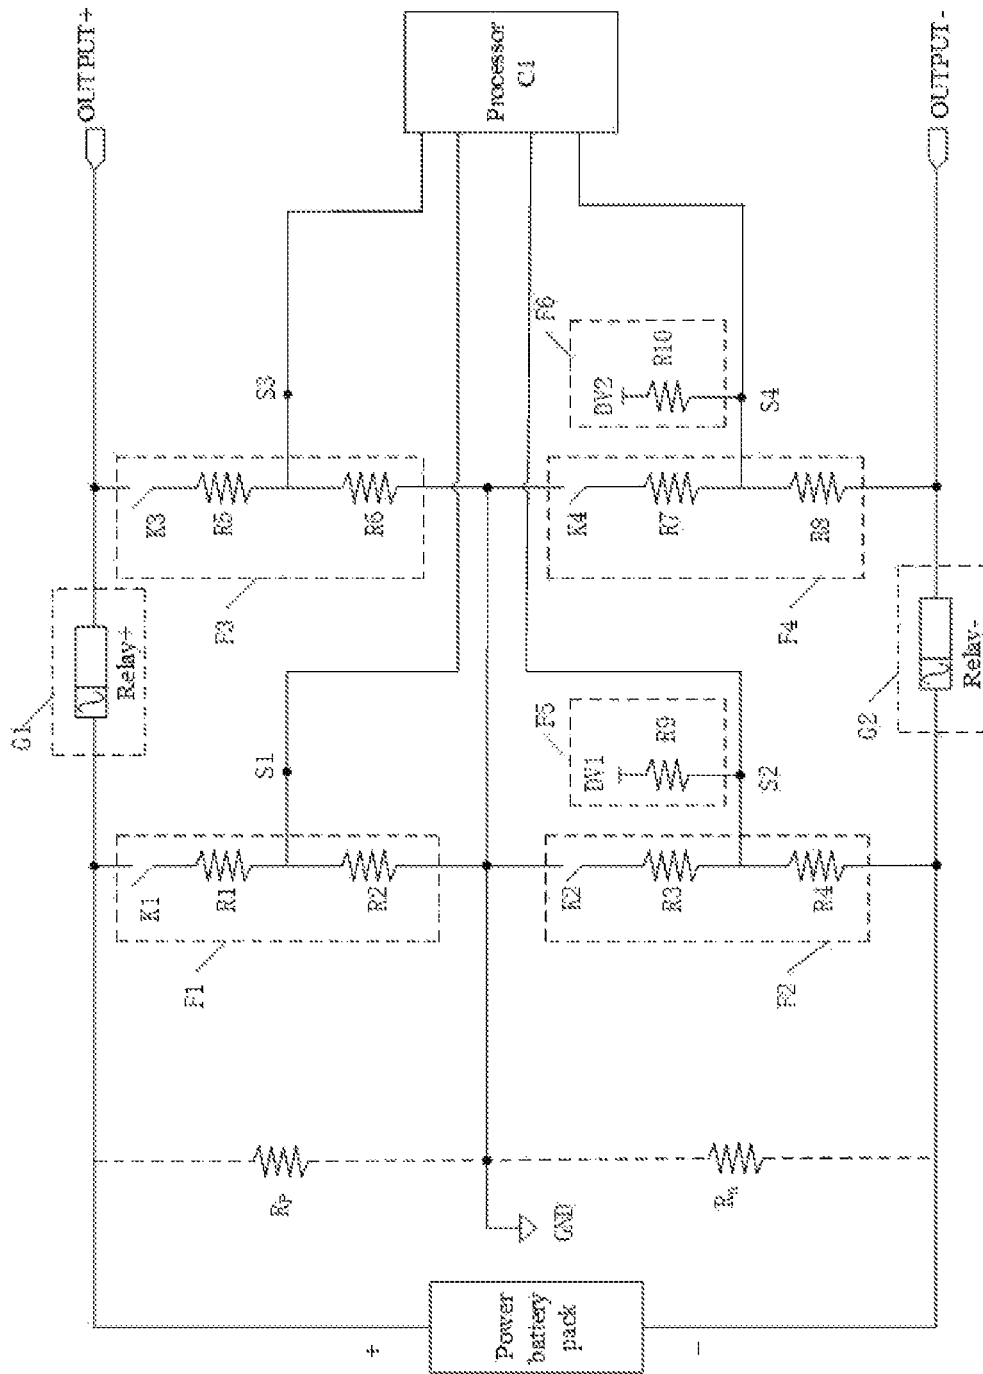 OUTPUT+
Processor
C1
OUTPUT-
S3
F6
DV2
R10
S4
K3
R5
R6
K4
R7
R8
F3
F4
G1
Relay+
G2
Relay-
S1
F5
DV1
R9
S2
K1
R1
R2
K2
R3
R4
F1
F2
Rp
Rn
GND
+
Power
battery
pack
-